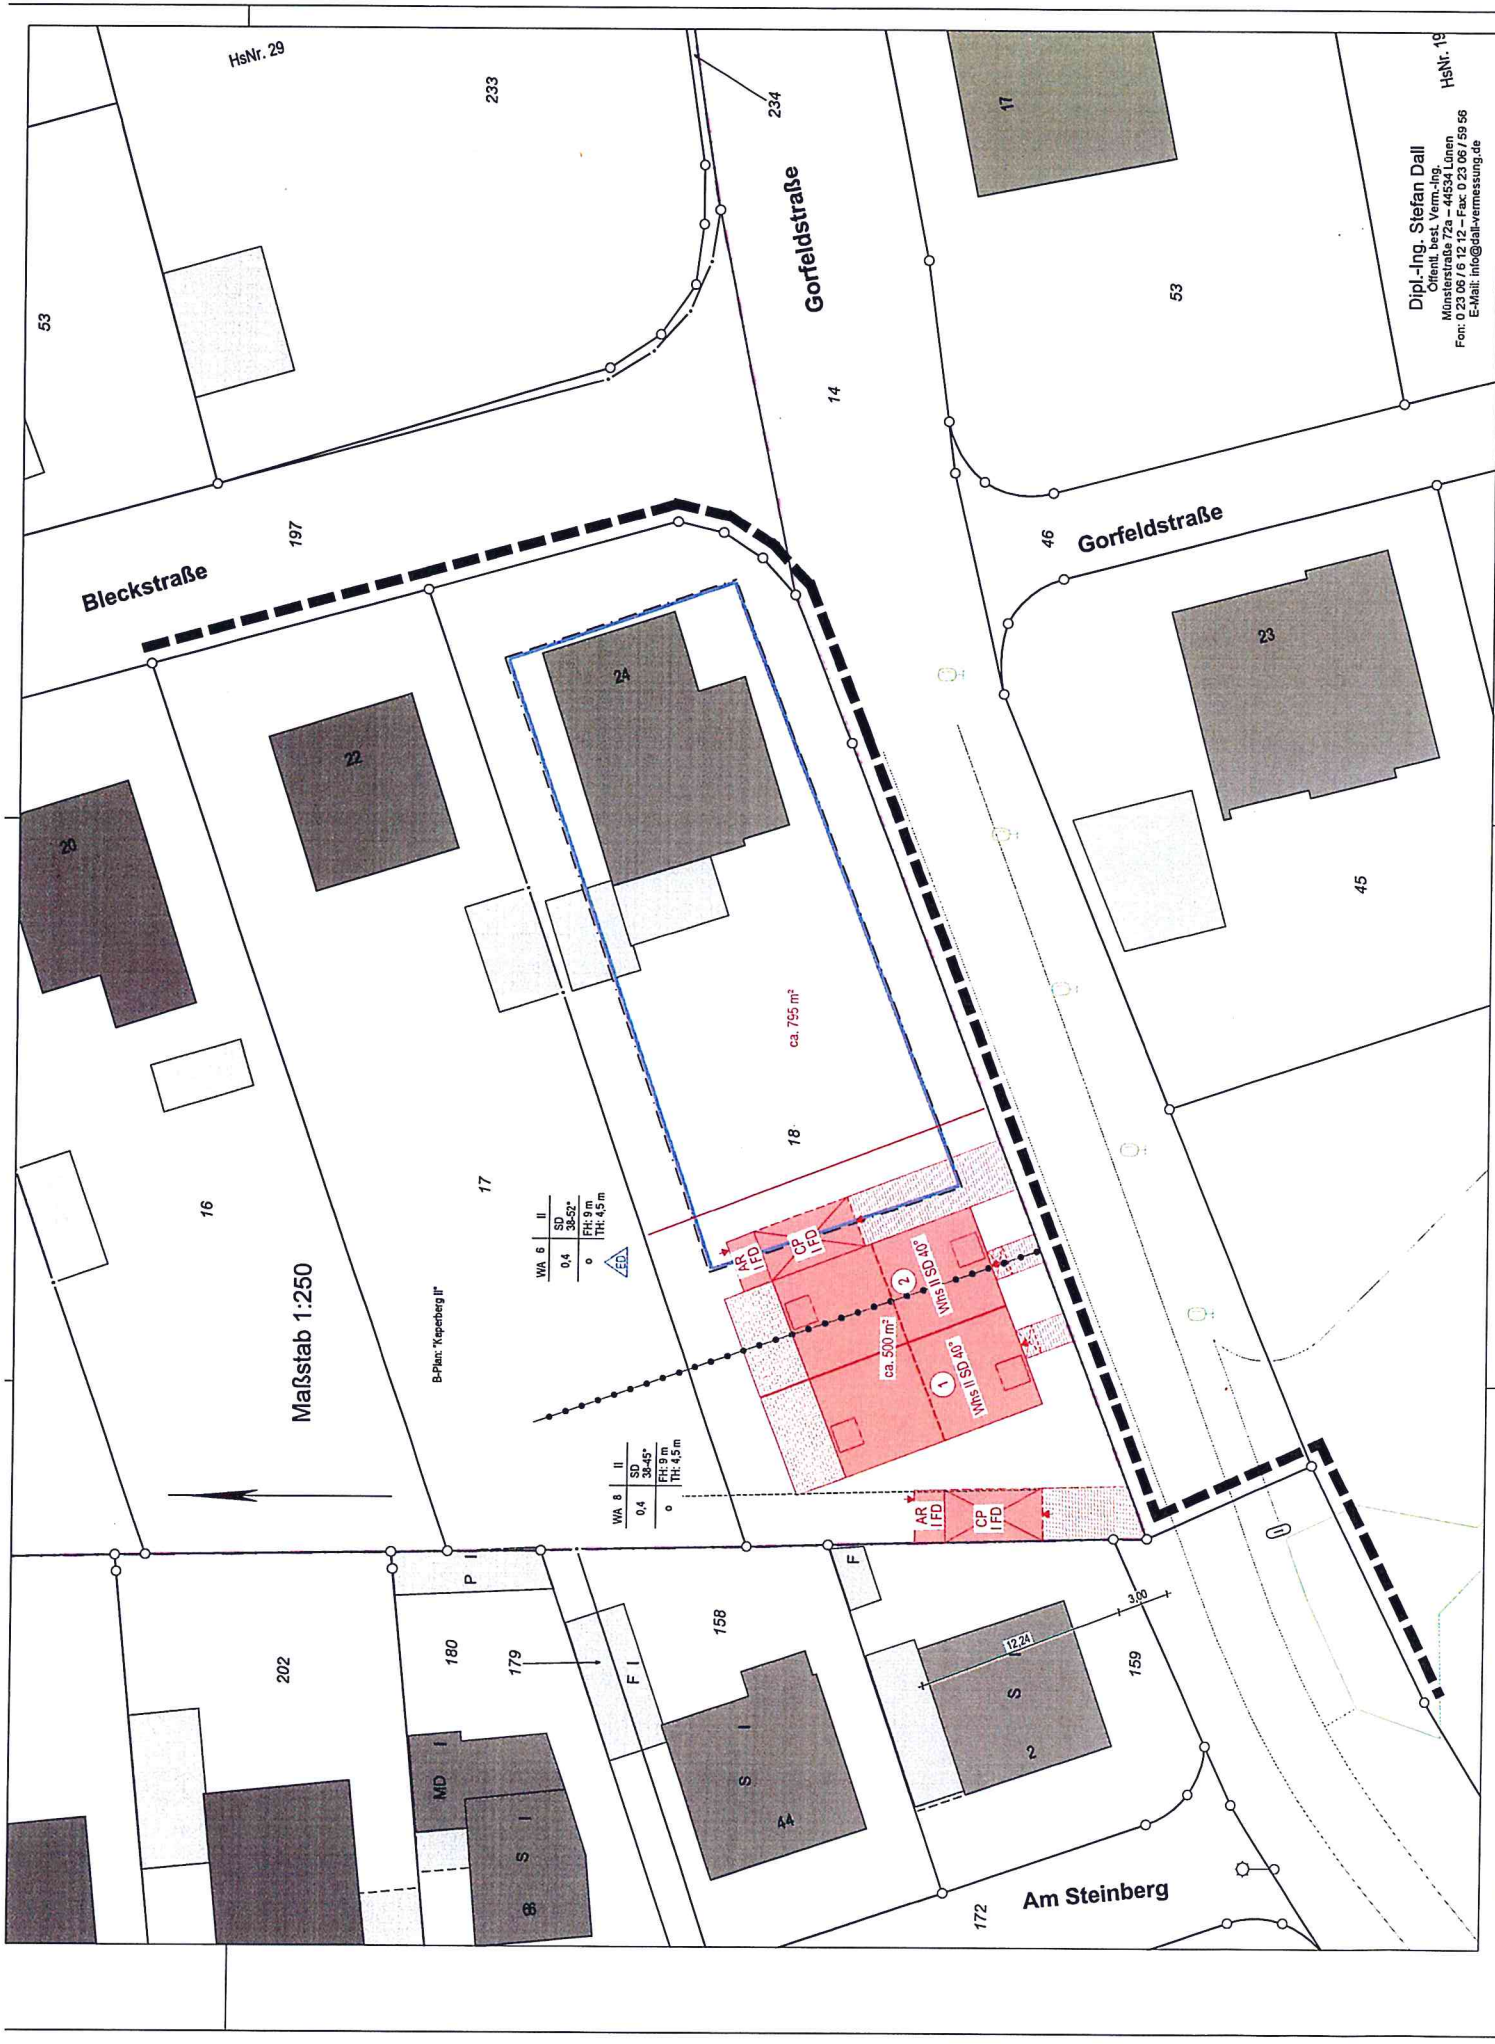 HsNr. 29
53
233
234
Gorfeldstraße
17
HsNr. 19
Dipl.-Ing. Stefan Dall
Öffentl. best. Verm.-Ing.
Münsterstraße 72a – 44534 Lünen
Fon: 0 23 06 / 6 12 12 – Fax: 0 23 06 / 59 56
E-Mail: info@dall-vermessung.de
53
14
197
Bleckstraße
46
Gorfeldstraße
24
22
20
23
45
ca. 795 m²
18
17
16
WA 6
II
0,4
SD
38-52°
o
FH: 9 m
TH: 4,5 m
ED
Maßstab 1:250
B-Plan: "Keperberg II"
AR
I FD
CP
I FD
2
Whs II SD 40°
ca. 500 m²
1
Whs II SD 40°
WA 8
II
0,4
SD
38-45°
o
FH: 9 m
TH: 4,5 m
AR
I FD
CP
I FD
P I
F
202
180
179
158
F I
3,00
12,24
159
MD I
S I
S I
44
S I
2
172
Am Steinberg